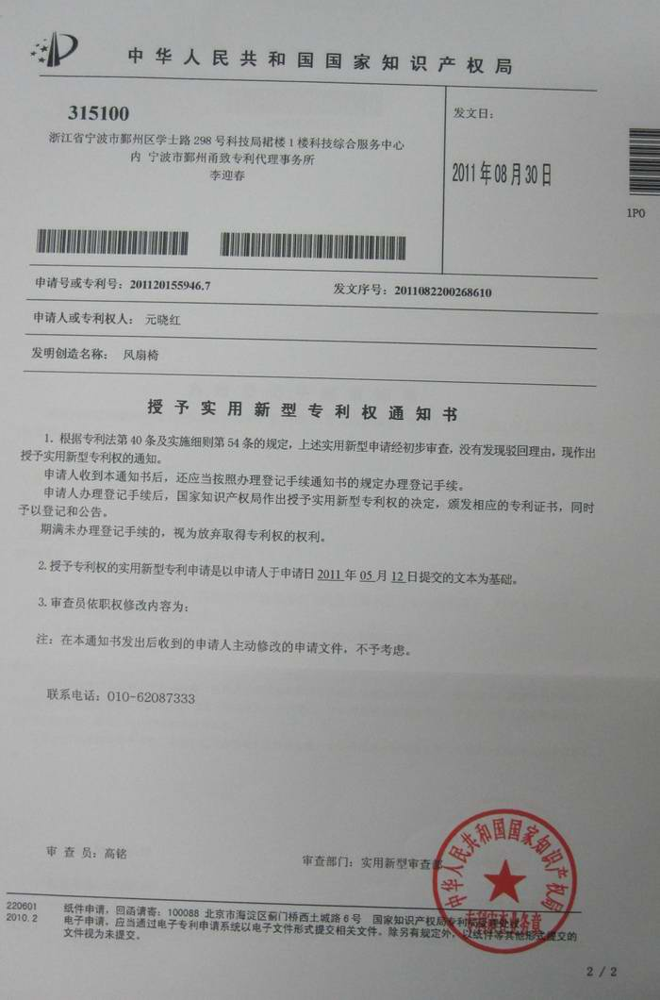 中华人民共和国国家知识产权局
315100
浙江省宁波市鄞州区学士路 298 号科技局裙楼 1 楼科技综合服务中心
内 宁波市鄞州甬致专利代理事务所
李迎春
发文日：
2011 年 08 月 30 日
1P0
申请号或专利号：201120155946.7
发文序号：2011082200268610
申请人或专利权人： 元晓红
发明创造名称： 风扇椅
授予实用新型专利权通知书
1. 根据专利法第 40 条及实施细则第 54 条的规定，上述实用新型申请经初步审查，没有发现驳回理由，现作出
授予实用新型专利权的通知。
申请人收到本通知书后，还应当按照办理登记手续通知书的规定办理登记手续。
申请人办理登记手续后，国家知识产权局作出授予实用新型专利权的决定，颁发相应的专利证书，同时
予以登记和公告。
期满未办理登记手续的，视为放弃取得专利权的权利。
2. 授予专利权的实用新型专利申请是以申请人于申请日 2011 年 05 月 12 日提交的文本为基础。
3. 审查员依职权修改内容为：
注：在本通知书发出后收到的申请人主动修改的申请文件，不予考虑。
联系电话：010-62087333
审 查 员：高铭
审查部门：实用新型审查部
中华人民共和国国家知识产权局
220601
2010.2
纸件申请，回函请寄：100088 北京市海淀区蓟门桥西土城路 6 号 国家知识产权局专利局受理处收
电子申请，应当通过电子专利申请系统以电子文件形式提交相关文件。除另有规定外，以纸件等其他形式提交的
文件视为未提交。
2 / 2